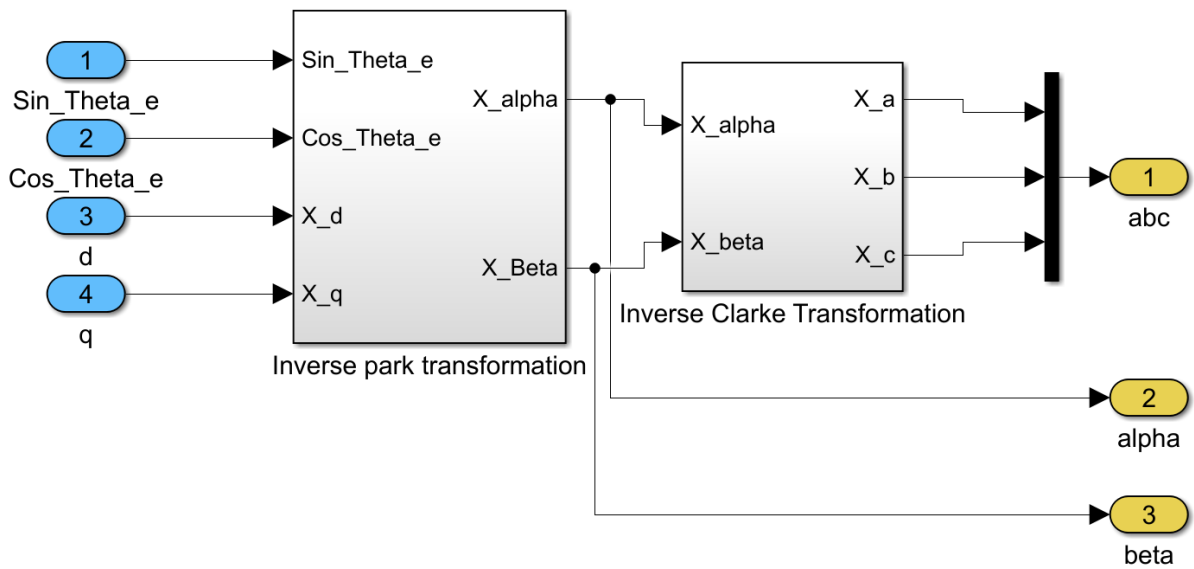 1
Sin_Theta_e
2
Cos_Theta_e
3
d
4
q
Sin_Theta_e
Cos_Theta_e
X_d
X_q
X_alpha
X_Beta
Inverse park transformation
X_alpha
X_beta
X_a
X_b
X_c
Inverse Clarke Transformation
1
abc
2
alpha
3
beta